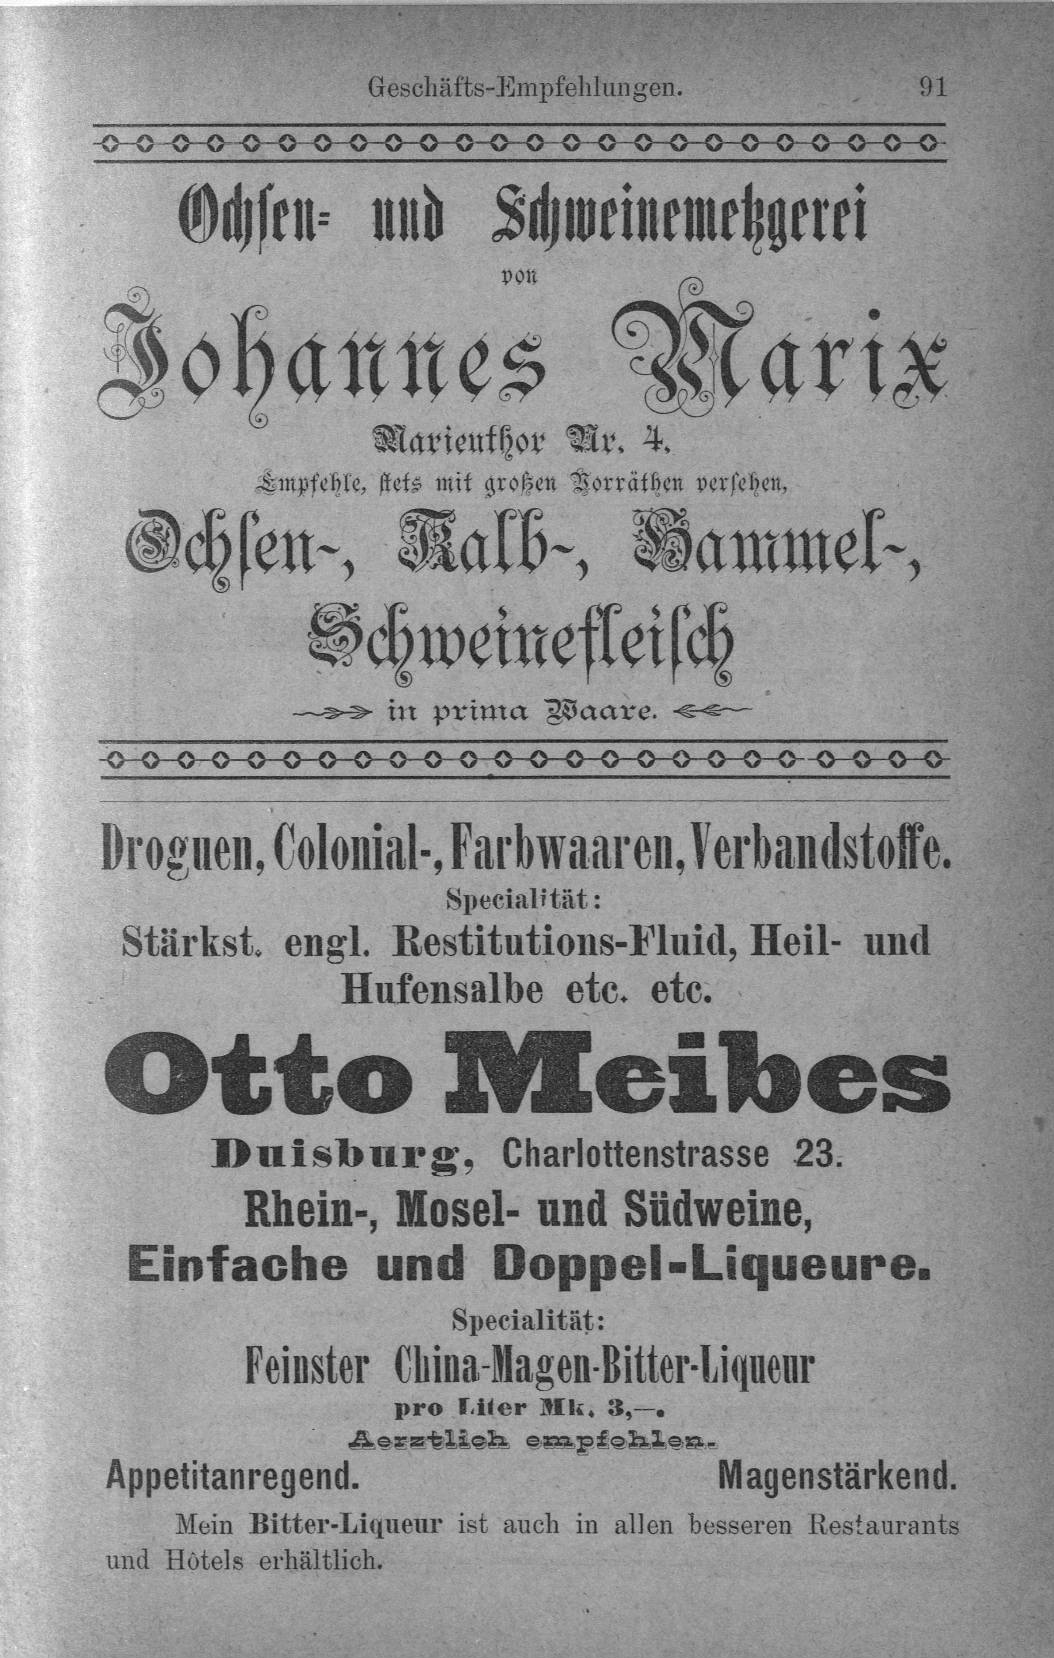 Geschäfts-Empfehlungen. 91
Ochsen- und Schweinemetzgerei
von
Johannes Marix
Marienthor Nr. 4.
Empfehle, stets mit großen Vorräthen versehen,
Ochsen-, Kalb-, Hammel-,
Schweinefleisch
in prima Waare.
Droguen, Colonial-, Farbwaaren, Verbandstoffe.
Specialität:
Stärkst. engl. Restitutions-Fluid, Heil- und
Hufensalbe etc. etc.
Otto Meibes
Duisburg, Charlottenstrasse 23.
Rhein-, Mosel- und Südweine,
Einfache und Doppel-Liqueure.
Specialität:
Feinster China-Magen-Bitter-Liqueur
pro Liter Mk. 3,—.
Aerztlich empfohlen.
Appetitanregend. Magenstärkend.
Mein Bitter-Liqueur ist auch in allen besseren Restaurants
und Hôtels erhältlich.